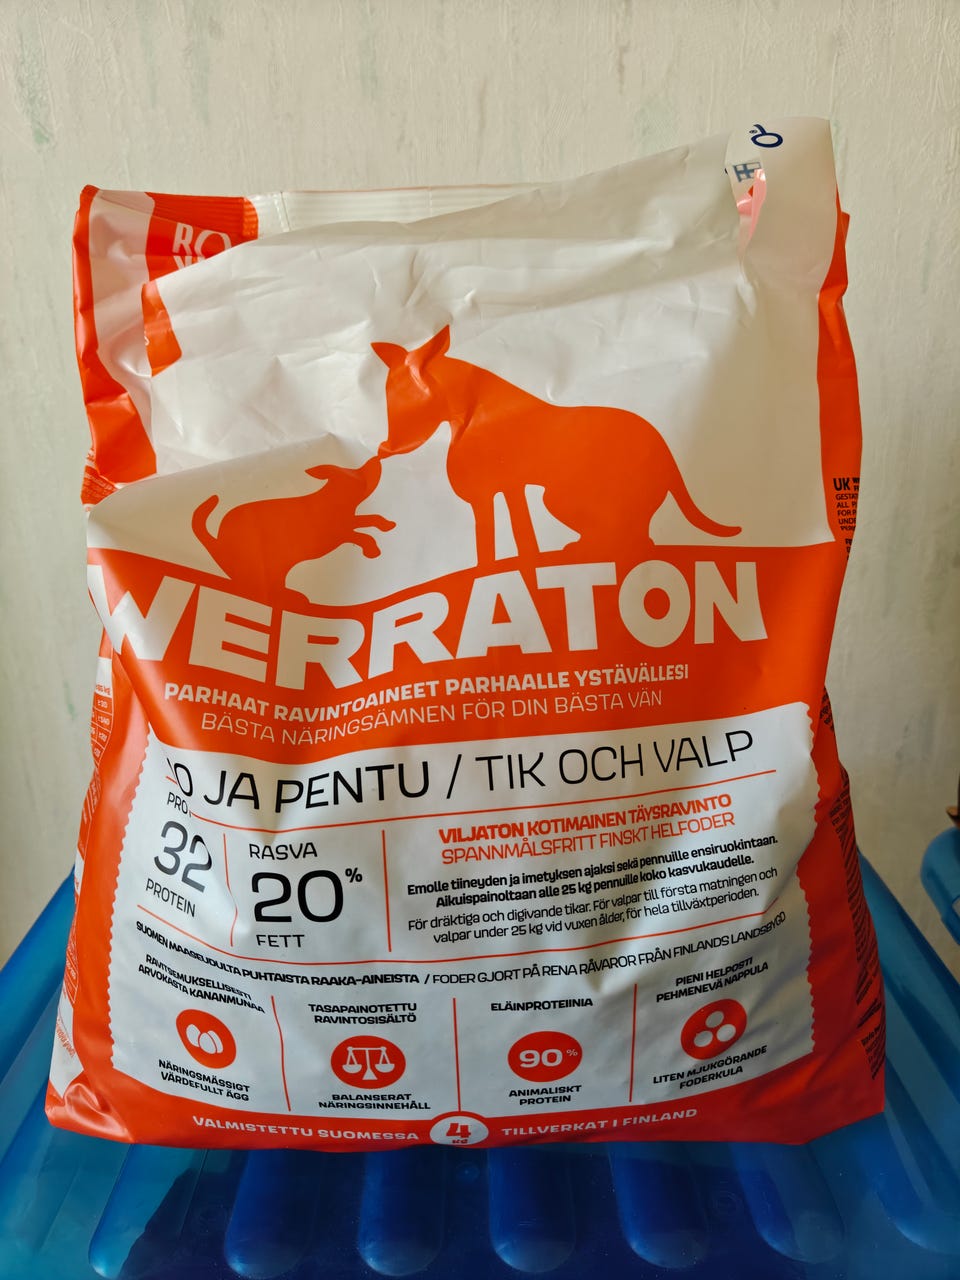 WERRATON
PARHAAT RAVINTOAINEET PARHAALLE YSTÄVÄLLESI
BÄSTA NÄRINGSÄMNEN FÖR DIN BÄSTA VÄN
JA PENTU / TIK OCH VALP
32
PROTEIN
RASVA
20%
FETT
VILJATON KOTIMAINEN TÄYSRAVINTO
SPANNMÅLSFRITT FINSKT HELFODER
Emolle tiineyden ja imetyksen ajaksi sekä pennuille ensiruokintaan.
Aikuispainoltaan alle 25 kg pennuille koko kasvukaudelle.
För dräktiga och digivande tikar. För valpar till första matningen och
valpar under 25 kg vid vuxen ålder, för hela tillväxtperioden.
SUOMEN MAASEUDULTA PUHTAISTA RAAKA-AINEISTA / FODER GJORT PÅ RENA RÅVAROR FRÅN FINLANDS LANDSBYGD
RAVITSEMUKSELLISESTI
ARVOKASTA KANANMUNAA
NÄRINGSMÄSSIGT
VÄRDEFULLT ÄGG
TASAPAINOTETTU
RAVINTOSISÄLTÖ
BALANSERAT
NÄRINGSINNEHÅLL
ELÄINPROTEIINIA
90%
ANIMALISKT
PROTEIN
PIENI HELPOSTI
PEHMENEVÄ NAPPULA
LITEN MJUKGÖRANDE
FODERKULA
VALMISTETTU SUOMESSA
4
KG
TILLVERKAT I FINLAND
UK